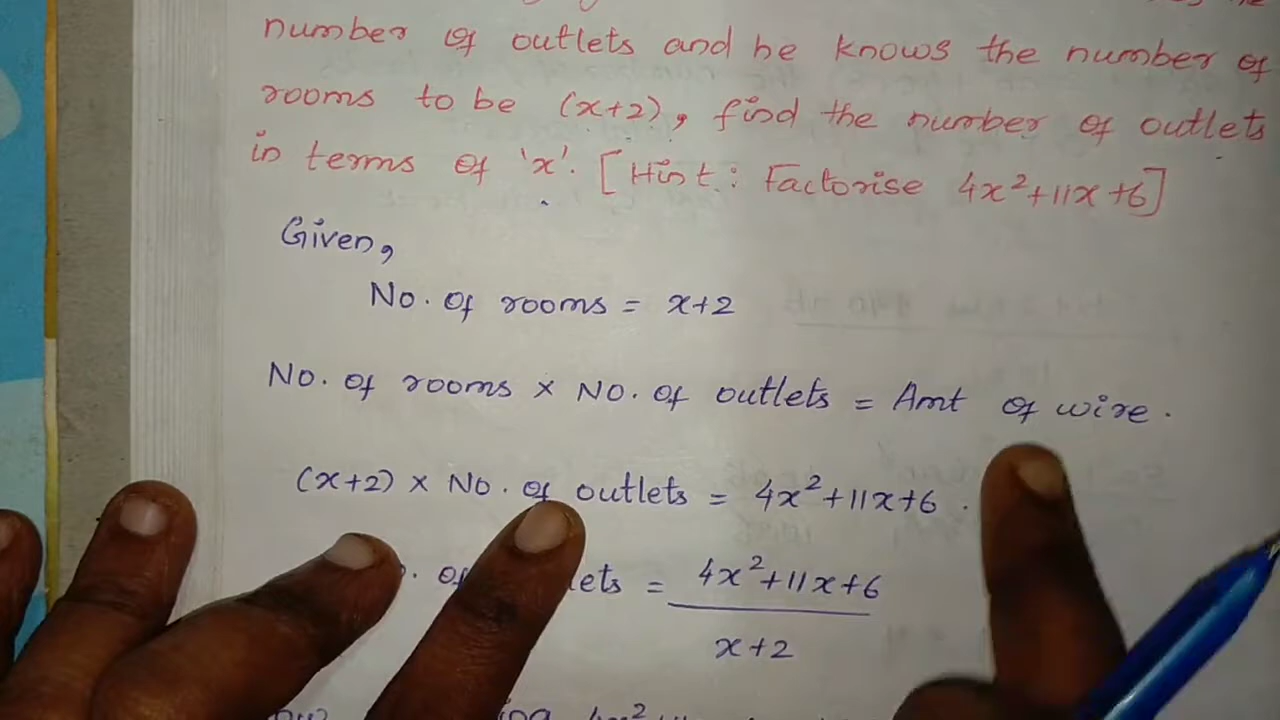 number of outlets and he knows the number of
rooms to be (x+2), find the number of outlets
in terms of 'x'. [Hint: Factorise 4x²+11x+6]
Given,
No. of rooms = x+2
No. of rooms × No. of outlets = Amt of wire.
(x+2) × No. of outlets = 4x²+11x+6.
of lets = 4x²+11x+6
x+2